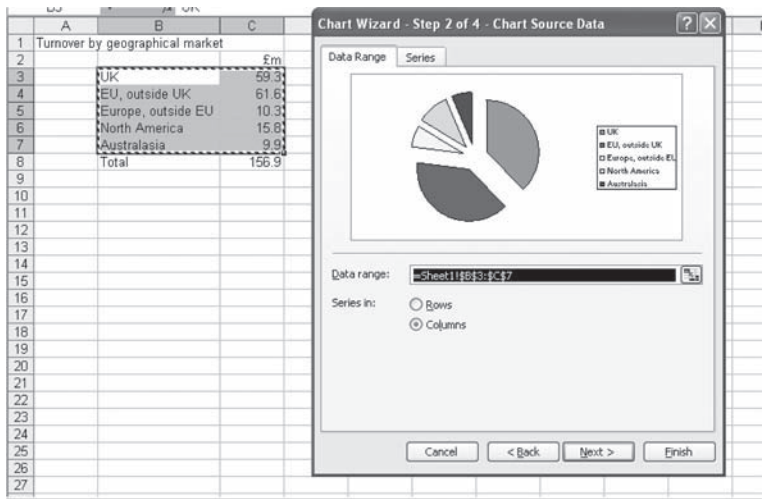 A B C
1 Turnover by geographical market
2 £m
3 UK 59.3
4 EU, outside UK 61.6
5 Europe, outside EU 10.3
6 North America 15.8
7 Australasia 9.9
8 Total 156.9
9
10
11
12
13
14
15
16
17
18
19
20
21
22
23
24
25
26
27
Chart Wizard - Step 2 of 4 - Chart Source Data
Data Range Series
UK
EU, outside UK
Europe, outside EU
North America
Australasia
Data range: =Sheet1!$B$3:$C$7
Series in: Rows
Columns
Cancel < Back Next > Finish